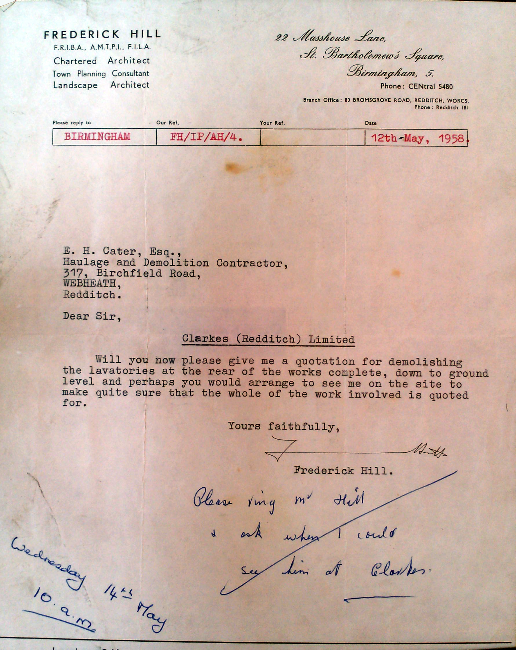 FREDERICK HILL
F.R.I.B.A., A.M.T.P.I., F.I.L.A.
Chartered Architect
Town Planning Consultant
Landscape Architect
22 Masshouse Lane,
St. Bartholomew's Square,
Birmingham, 5.
Phone: CENtral 5480
Branch Office: 83 BROMSGROVE ROAD, REDDITCH, WORCS.
Phone: Redditch 181
Please reply to Our Ref. Your Ref. Date
BIRMINGHAM FH/IP/AH/4. 12th May, 1958
E. H. Cater, Esq.,
Haulage and Demolition Contractor,
317, Birchfield Road,
WEBHEATH,
Redditch.
Dear Sir,
Clarkes (Redditch) Limited
Will you now please give me a quotation for demolishing
the lavatories at the rear of the works complete, down to ground
level and perhaps you would arrange to see me on the site to
make quite sure that the whole of the work involved is quoted
for.
Yours faithfully,
Frederick Hill.
Please ring Mr Hill
& ask when I could
see him at Clarkes.
Wednesday 14th May
10. a.m.